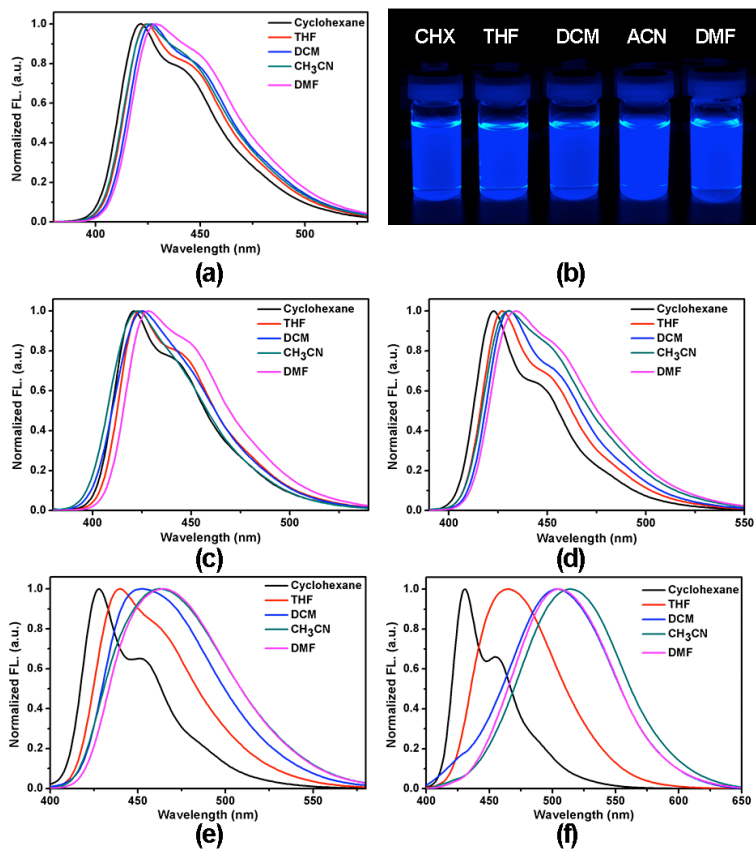 Normalized FL. (a.u.)
1.0
0.8
0.6
0.4
0.2
0.0
Cyclohexane
THF
DCM
CH3CN
DMF
400 450 500
Wavelength (nm)
(a)
CHX THF DCM ACN DMF
(b)
Normalized FL. (a.u.)
1.0
0.8
0.6
0.4
0.2
0.0
Cyclohexane
THF
DCM
CH3CN
DMF
400 450 500
Wavelength (nm)
(c)
Normalized FL. (a.u.)
1.0
0.8
0.6
0.4
0.2
0.0
Cyclohexane
THF
DCM
CH3CN
DMF
400 450 500 550
Wavelength (nm)
(d)
Normalized FL. (a.u.)
1.0
0.8
0.6
0.4
0.2
0.0
Cyclohexane
THF
DCM
CH3CN
DMF
400 450 500 550
Wavelength (nm)
(e)
Normalized FL. (a.u.)
1.0
0.8
0.6
0.4
0.2
0.0
Cyclohexane
THF
DCM
CH3CN
DMF
400 450 500 550 600 650
Wavelength (nm)
(f)